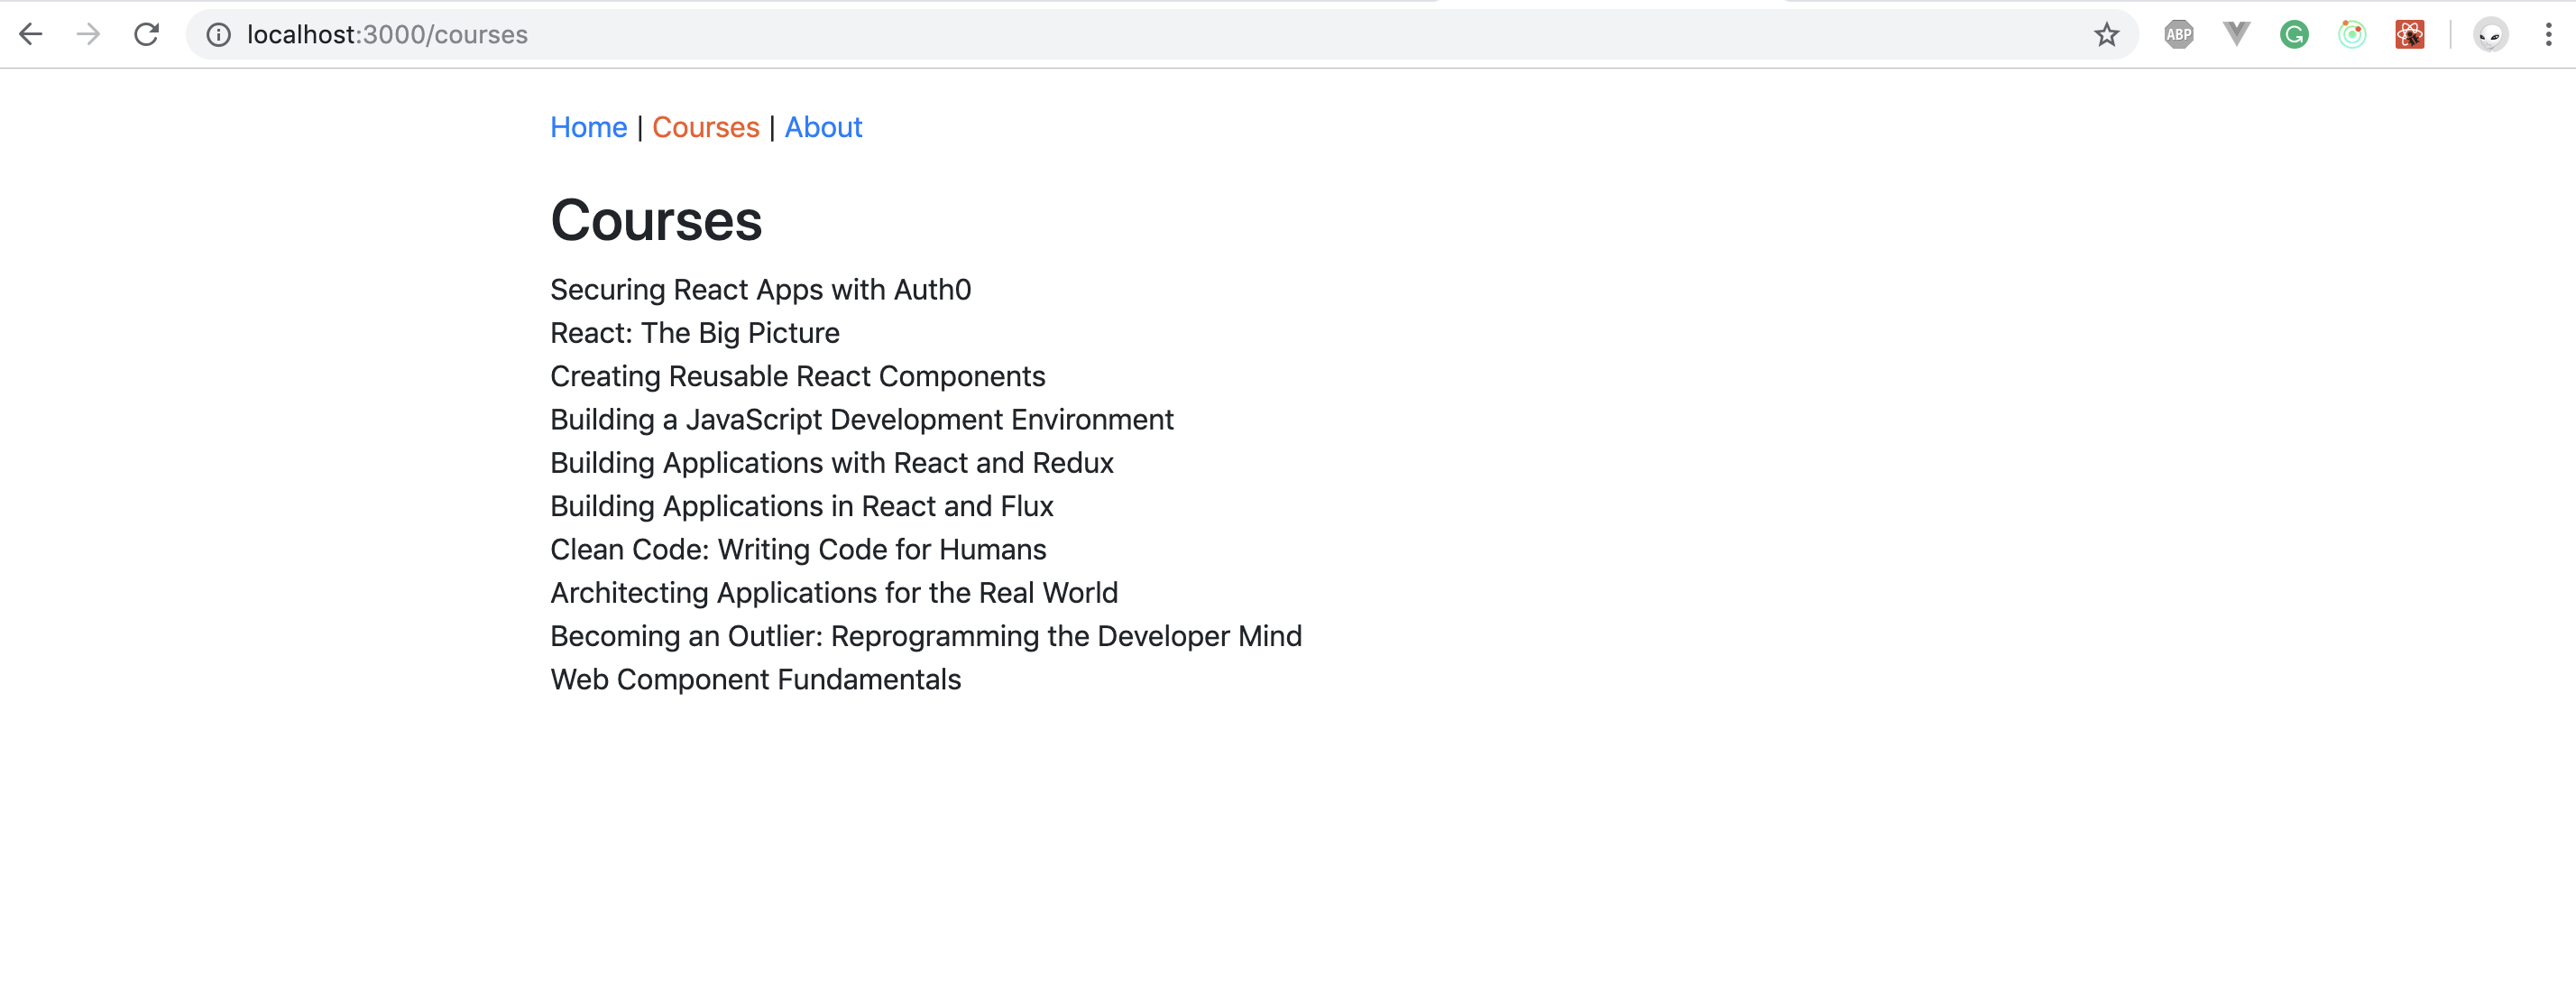 localhost:3000/courses
ABP
Home | Courses | About
Courses
Securing React Apps with Auth0
React: The Big Picture
Creating Reusable React Components
Building a JavaScript Development Environment
Building Applications with React and Redux
Building Applications in React and Flux
Clean Code: Writing Code for Humans
Architecting Applications for the Real World
Becoming an Outlier: Reprogramming the Developer Mind
Web Component Fundamentals